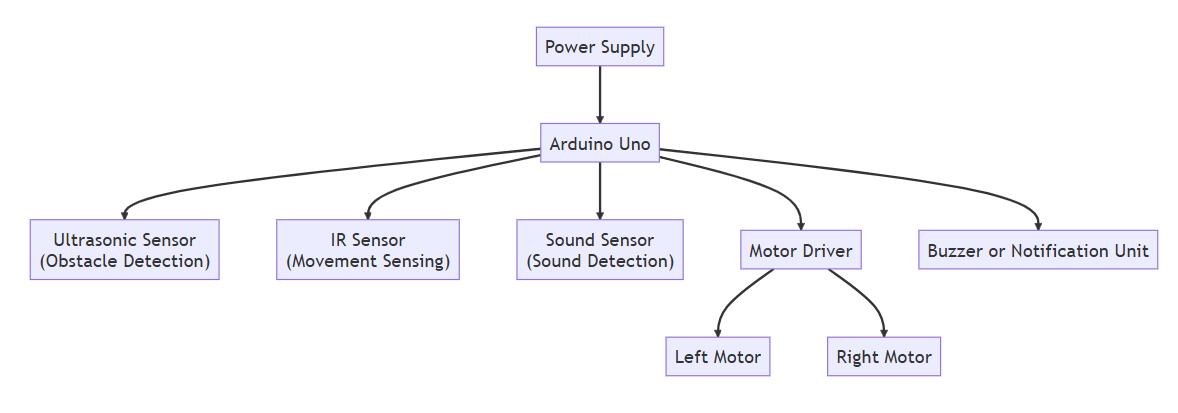 Power Supply
Arduino Uno
Ultrasonic Sensor
(Obstacle Detection)
IR Sensor
(Movement Sensing)
Sound Sensor
(Sound Detection)
Motor Driver
Buzzer or Notification Unit
Left Motor
Right Motor